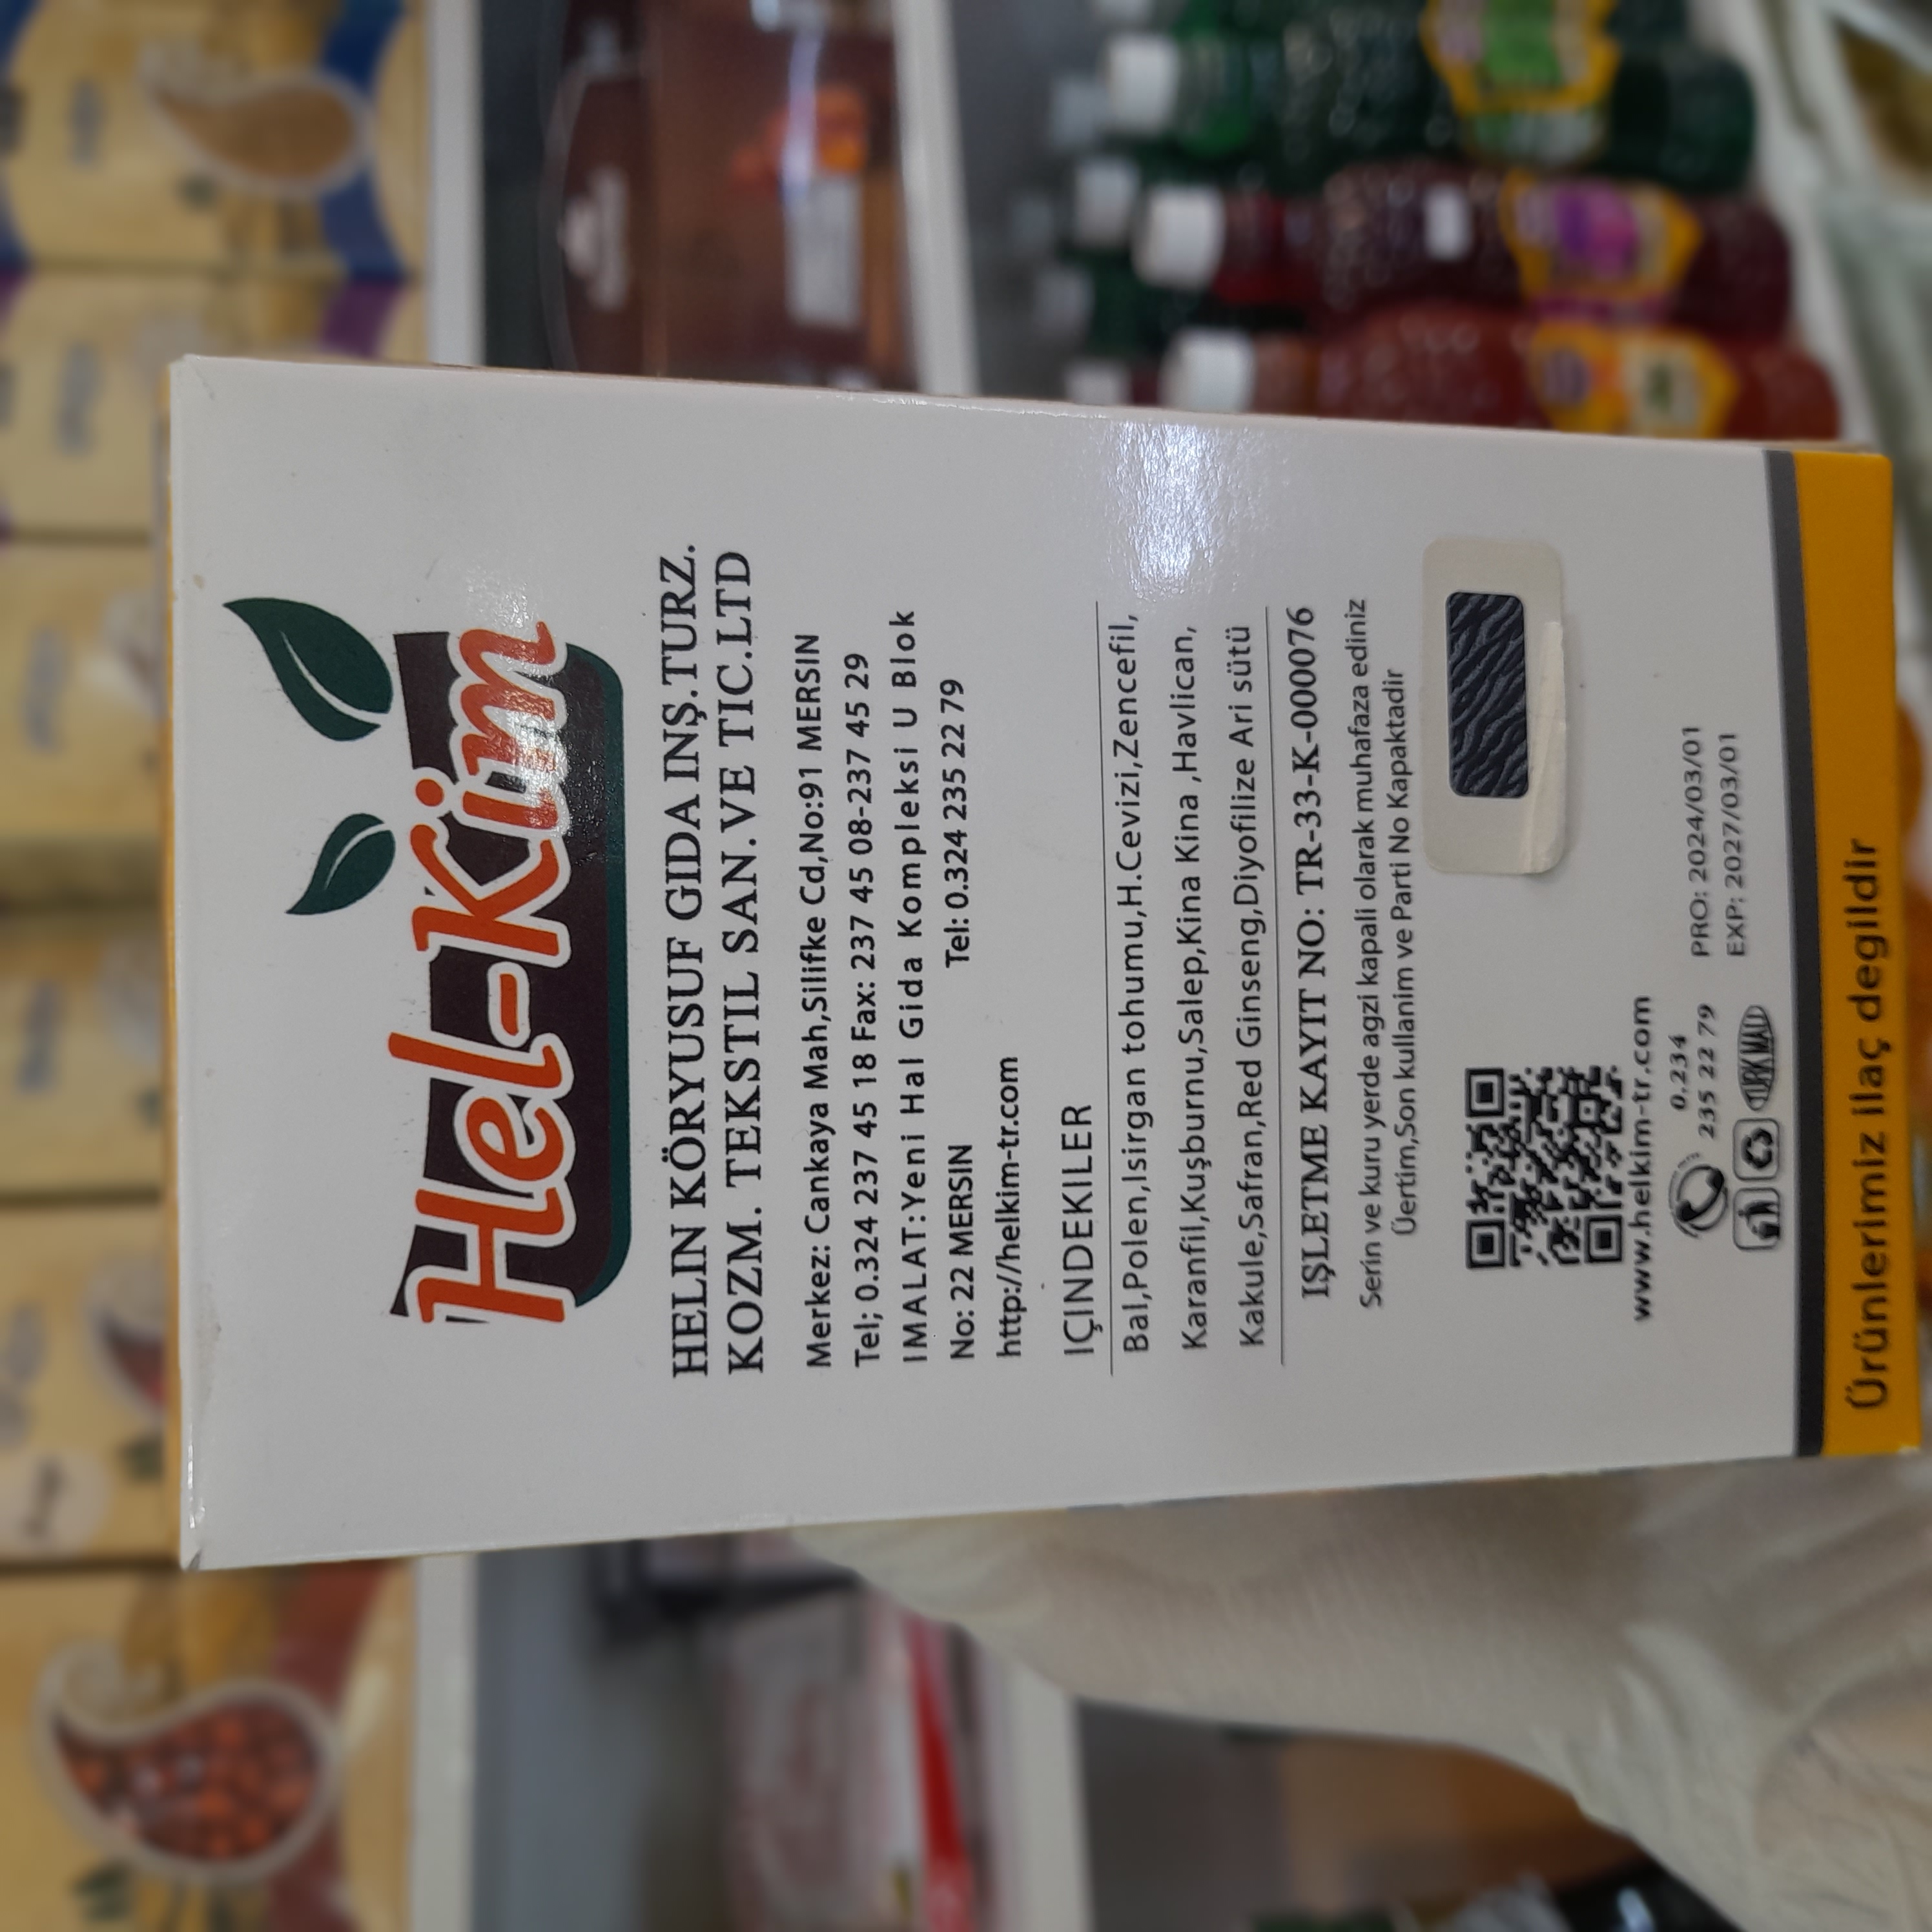 Hel-Kim
HELIN KÖRYUSUF GIDA INŞ.TURZ.
KOZM. TEKSTIL SAN.VE TIC.LTD
Merkez: Cankaya Mah,Silifke Cd,No:91 MERSIN
Tel; 0.324 237 45 18 Fax: 237 45 08-237 45 29
IMALAT:Yeni Hal Gida Kompleksi U Blok
No: 22 MERSIN Tel: 0.324 235 22 79
http://helkim-tr.com
IÇINDEKILER
Bal,Polen,Isirgan tohumu,H.Cevizi,Zencefil,
Karanfil,Kuşburnu,Salep,Kina Kina ,Havlican,
Kakule,Safran,Red Ginseng,Diyofilize Ari sütü
IŞLETME KAYIT NO: TR-33-K-000076
Serin ve kuru yerde agzi kapali olarak muhafaza ediniz
Üertim,Son kullanim ve Parti No Kapaktadir
www.helkim-tr.com
0.234
235 22 79
TÜRK MALI
PRO: 2024/03/01
EXP: 2027/03/01
Ürünlerimiz ilaç degildir